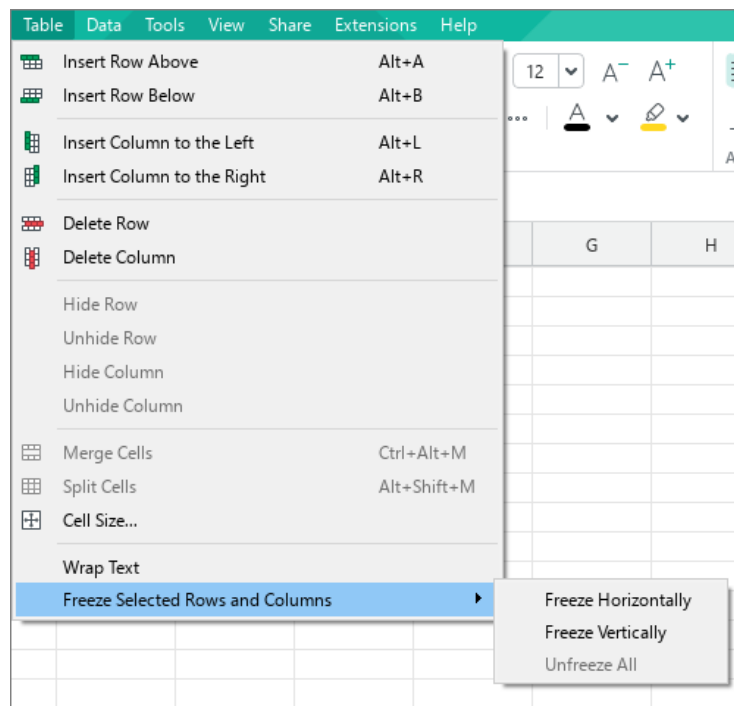 Table Data Tools View Share Extensions Help
Insert Row Above Alt+A
12 A− A+
Insert Row Below Alt+B
A
Insert Column to the Left Alt+L
Insert Column to the Right Alt+R
Delete Row
G H
Delete Column
Hide Row
Unhide Row
Hide Column
Unhide Column
Merge Cells Ctrl+Alt+M
Split Cells Alt+Shift+M
Cell Size...
Wrap Text
Freeze Selected Rows and Columns
Freeze Horizontally
Freeze Vertically
Unfreeze All